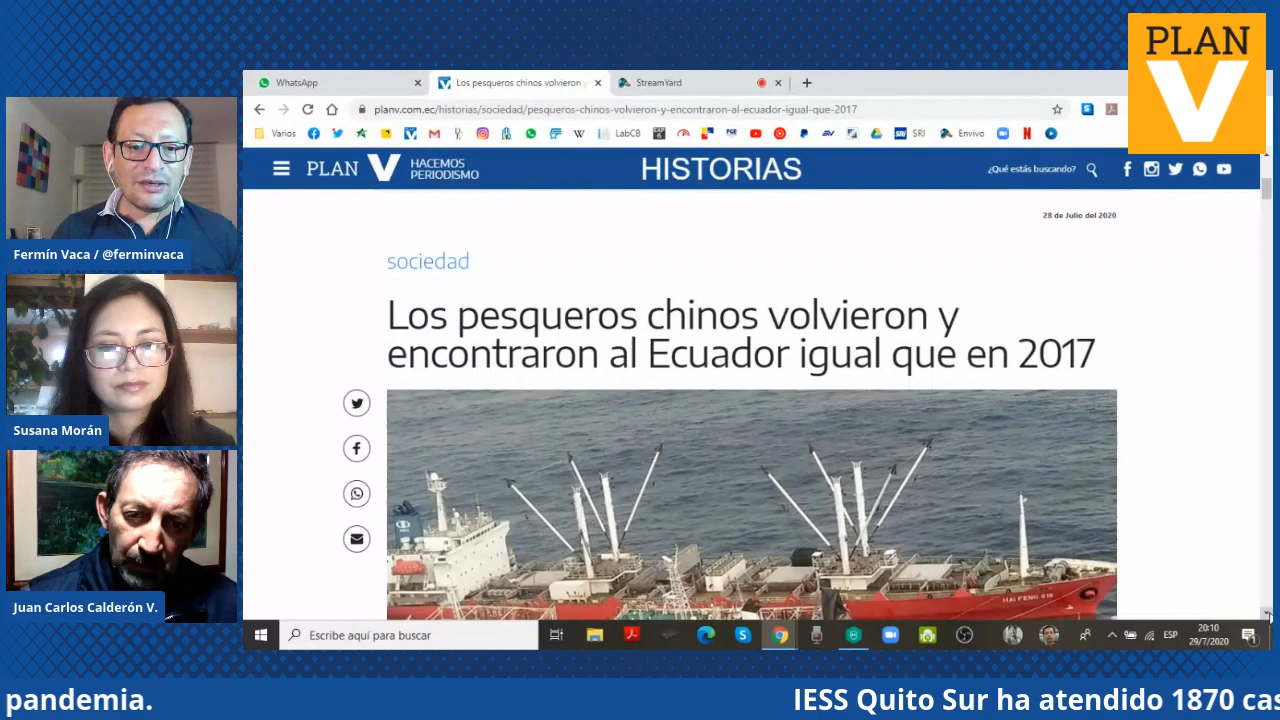 PLAN
V
WhatsApp
Los pesqueros chinos volvieron
StreamYard
planv.com.ec/historias/sociedad/pesqueros-chinos-volvieron-y-encontraron-al-ecuador-igual-que-2017
Varios
LabCB
SRI
Envivo
PLAN V HACEMOS
PERIODISMO
HISTORIAS
¿Qué estás buscando?
28 de Julio del 2020
sociedad
Los pesqueros chinos volvieron y
encontraron al Ecuador igual que en 2017
HAI FENG 918
Fermín Vaca / @ferminvaca
Susana Morán
Juan Carlos Calderón V.
Escribe aquí para buscar
ESP
20:10
29/7/2020
pandemia.
IESS Quito Sur ha atendido 1870 cas